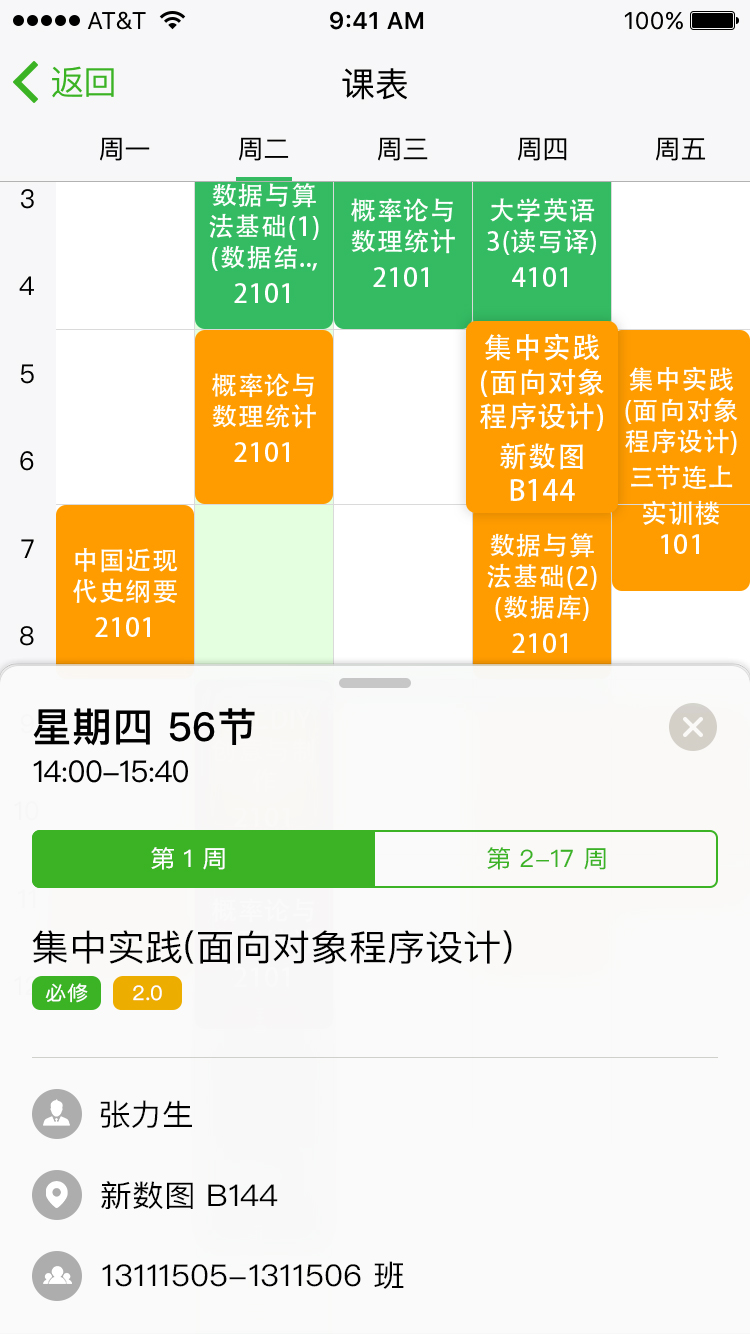 AT&T 9:41 AM 100%
返回 课表
周一 周二 周三 周四 周五
3
4
5
6
7
8
数据与算
法基础(1)
(数据结..,
2101
概率论与
数理统计
2101
大学英语
3(读写译)
4101
概率论与
数理统计
2101
集中实践
(面向对象
程序设计)
新数图
B144
集中实践
(面向对象
程序设计)
三节连上
实训楼
101
中国近现
代史纲要
2101
数据与算
法基础(2)
(数据库)
2101
星期四 56节
14:00–15:40
第 1 周 第 2–17 周
集中实践(面向对象程序设计)
必修 2.0
张力生
新数图 B144
13111505–1311506 班
9
10
11
概率论与
2101